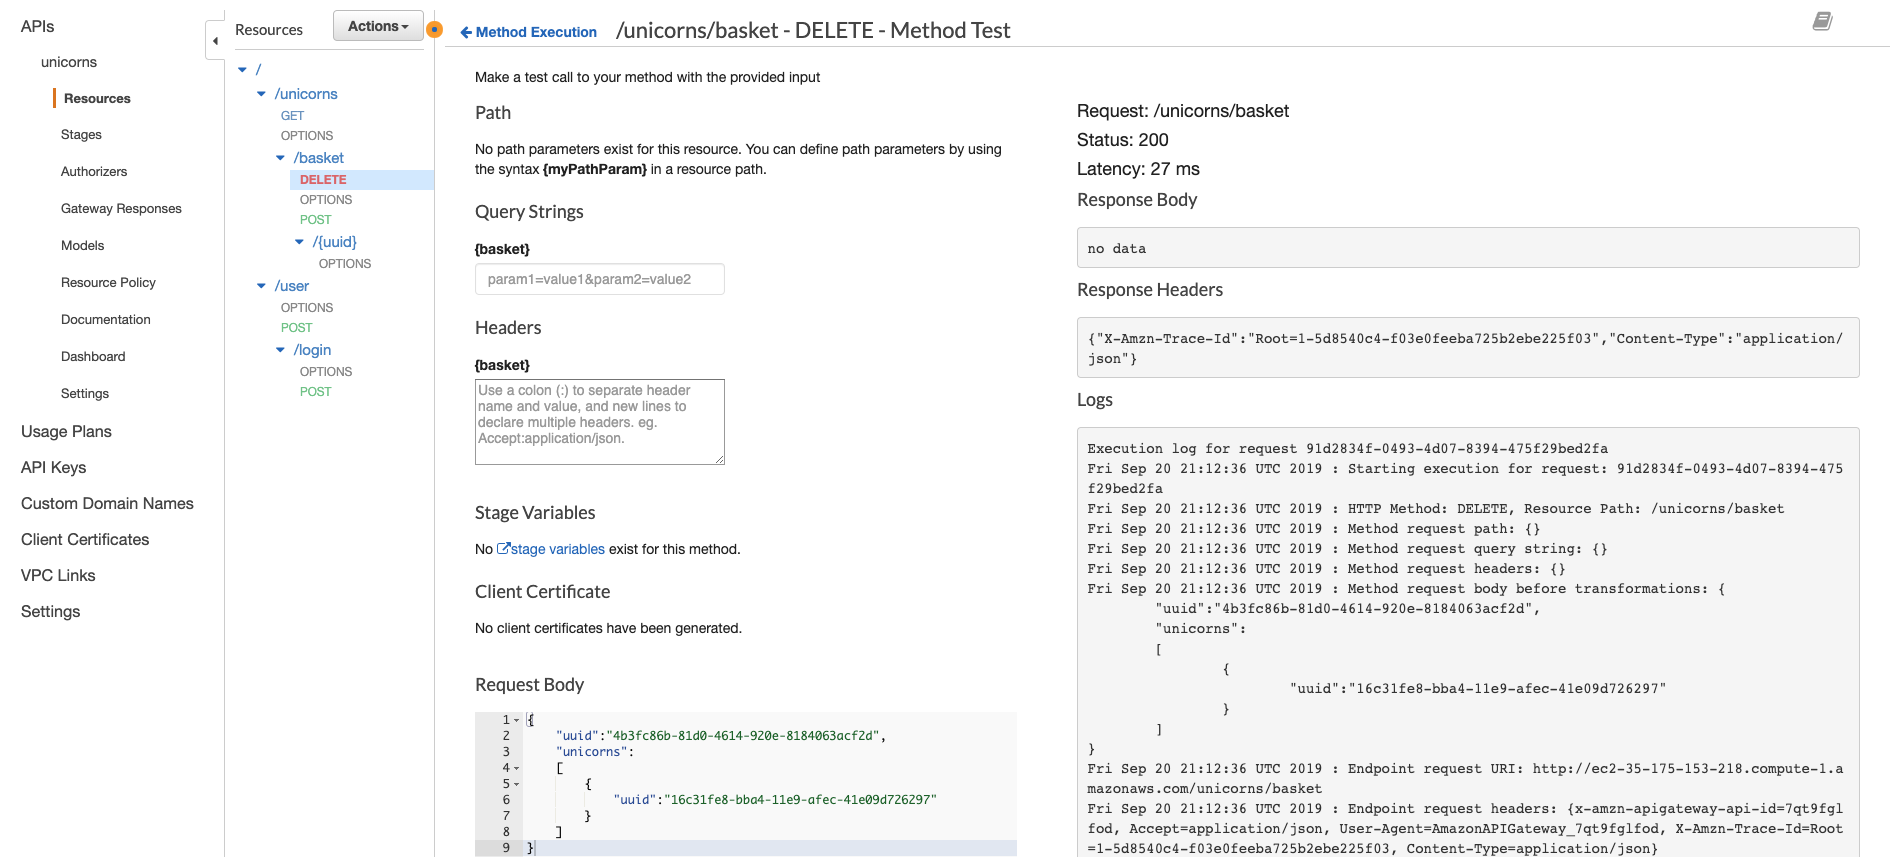 APIs
unicorns
Resources
Stages
Authorizers
Gateway Responses
Models
Resource Policy
Documentation
Dashboard
Settings
Usage Plans
API Keys
Custom Domain Names
Client Certificates
VPC Links
Settings
Resources
Actions
/
/unicorns
GET
OPTIONS
/basket
DELETE
OPTIONS
POST
/{uuid}
OPTIONS
/user
OPTIONS
POST
/login
OPTIONS
POST
Method Execution /unicorns/basket - DELETE - Method Test
Make a test call to your method with the provided input
Path
No path parameters exist for this resource. You can define path parameters by using
the syntax {myPathParam} in a resource path.
Query Strings
{basket}
param1=value1&param2=value2
Headers
{basket}
Use a colon (:) to separate header
name and value, and new lines to
declare multiple headers. eg.
Accept:application/json.
Stage Variables
No stage variables exist for this method.
Client Certificate
No client certificates have been generated.
Request Body
1 {
2 "uuid":"4b3fc86b-81d0-4614-920e-8184063acf2d",
3 "unicorns":
4 [
5 {
6 "uuid":"16c31fe8-bba4-11e9-afec-41e09d726297"
7 }
8 ]
9 }
Request: /unicorns/basket
Status: 200
Latency: 27 ms
Response Body
no data
Response Headers
{"X-Amzn-Trace-Id":"Root=1-5d8540c4-f03e0feeba725b2ebe225f03","Content-Type":"application/
json"}
Logs
Execution log for request 91d2834f-0493-4d07-8394-475f29bed2fa
Fri Sep 20 21:12:36 UTC 2019 : Starting execution for request: 91d2834f-0493-4d07-8394-475
f29bed2fa
Fri Sep 20 21:12:36 UTC 2019 : HTTP Method: DELETE, Resource Path: /unicorns/basket
Fri Sep 20 21:12:36 UTC 2019 : Method request path: {}
Fri Sep 20 21:12:36 UTC 2019 : Method request query string: {}
Fri Sep 20 21:12:36 UTC 2019 : Method request headers: {}
Fri Sep 20 21:12:36 UTC 2019 : Method request body before transformations: {
"uuid":"4b3fc86b-81d0-4614-920e-8184063acf2d",
"unicorns":
[
{
"uuid":"16c31fe8-bba4-11e9-afec-41e09d726297"
}
]
}
Fri Sep 20 21:12:36 UTC 2019 : Endpoint request URI: http://ec2-35-175-153-218.compute-1.a
mazonaws.com/unicorns/basket
Fri Sep 20 21:12:36 UTC 2019 : Endpoint request headers: {x-amzn-apigateway-api-id=7qt9fgl
fod, Accept=application/json, User-Agent=AmazonAPIGateway_7qt9fglfod, X-Amzn-Trace-Id=Root
=1-5d8540c4-f03e0feeba725b2ebe225f03, Content-Type=application/json}